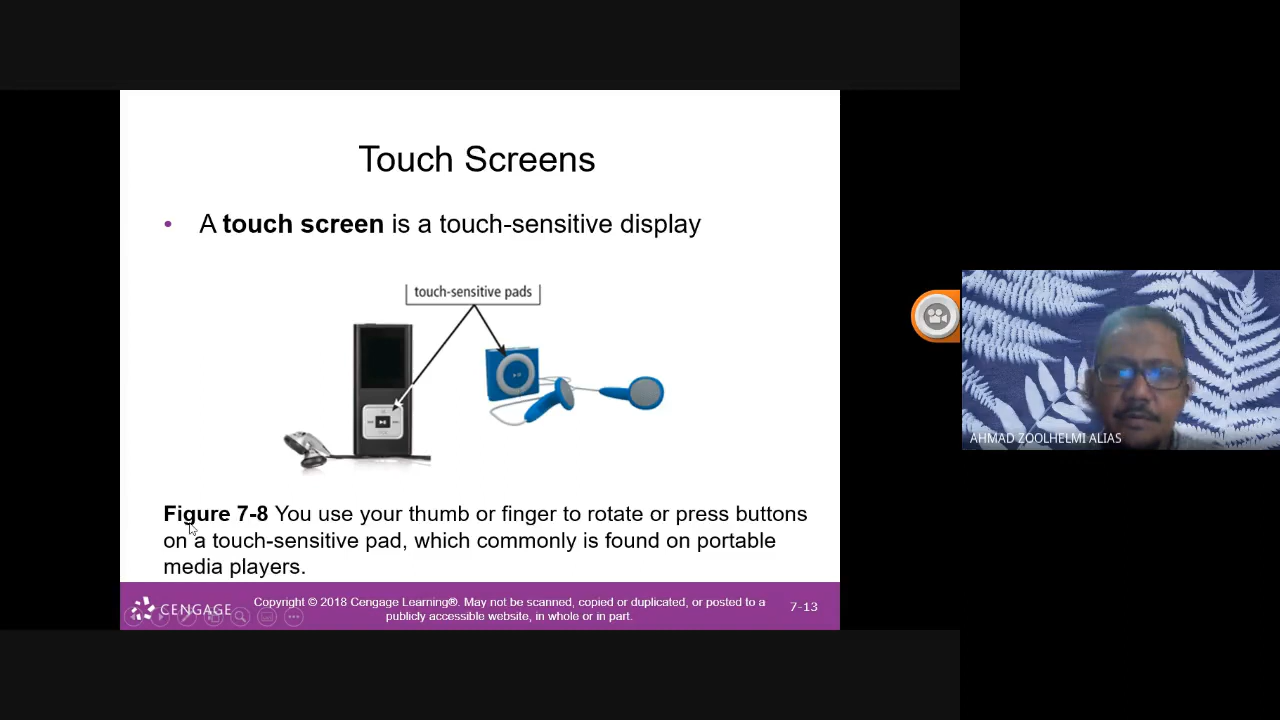 Touch Screens
• A touch screen is a touch-sensitive display
touch-sensitive pads
Figure 7-8 You use your thumb or finger to rotate or press buttons
on a touch-sensitive pad, which commonly is found on portable
media players.
CENGAGE
Copyright © 2018 Cengage Learning®. May not be scanned, copied or duplicated, or posted to a
publicly accessible website, in whole or in part.
7-13
AHMAD ZOOLHELMI ALIAS